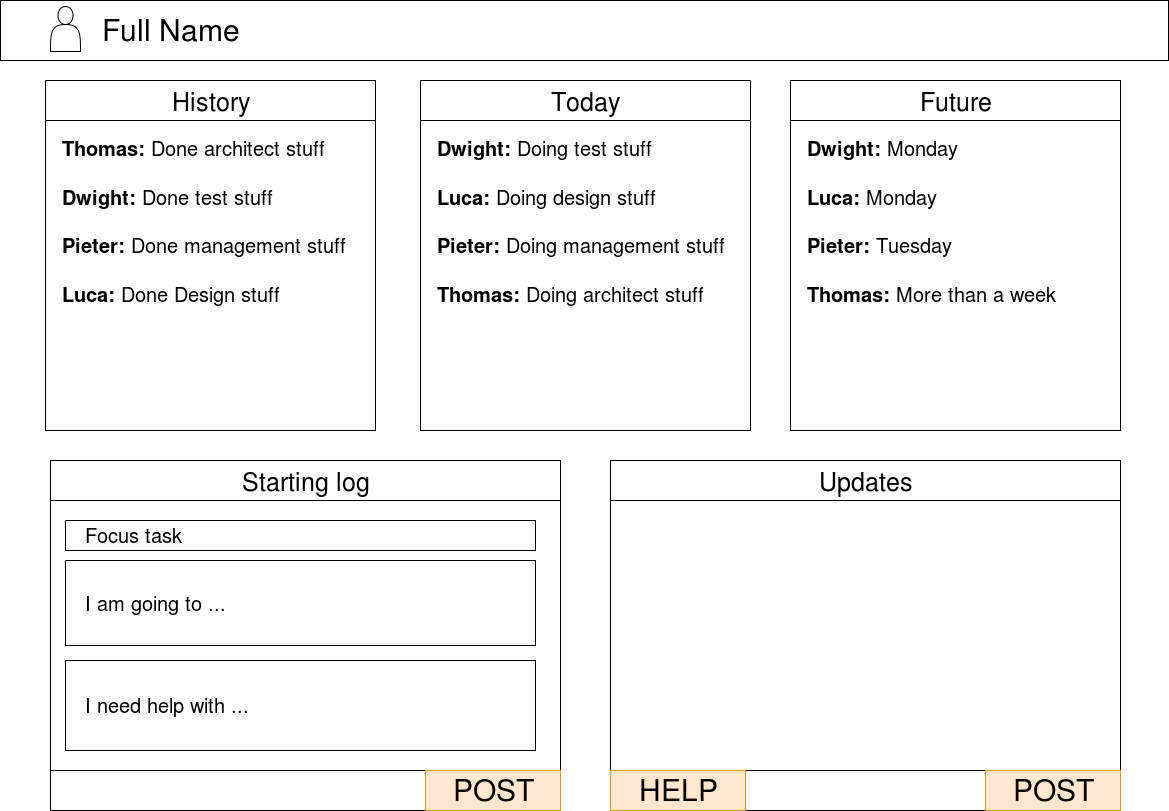 Full Name
History
Thomas: Done architect stuff
Dwight: Done test stuff
Pieter: Done management stuff
Luca: Done Design stuff
Today
Dwight: Doing test stuff
Luca: Doing design stuff
Pieter: Doing management stuff
Thomas: Doing architect stuff
Future
Dwight: Monday
Luca: Monday
Pieter: Tuesday
Thomas: More than a week
Starting log
Focus task
I am going to ...
I need help with ...
POST
Updates
HELP
POST